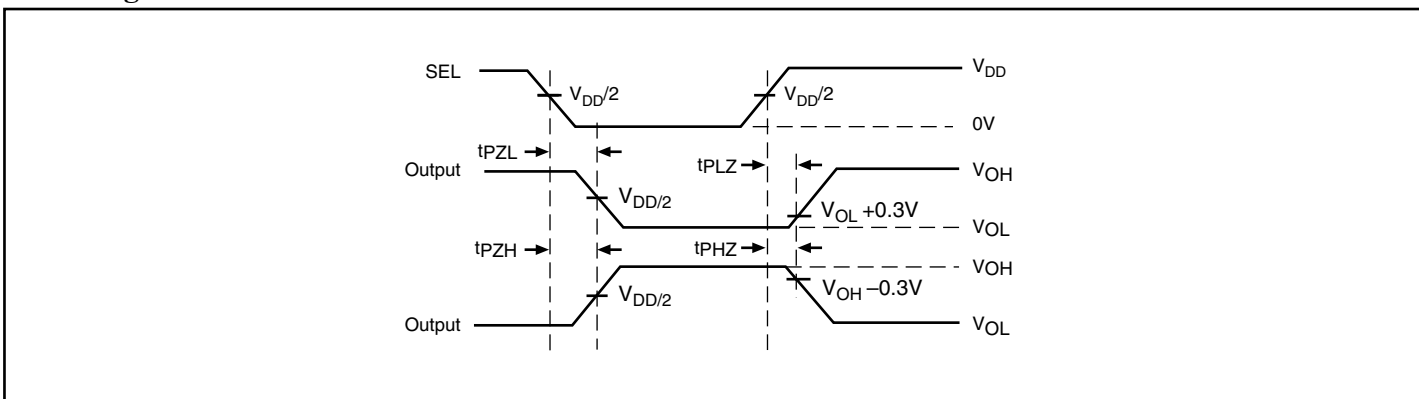 SEL
V_DD/2
V_DD/2
V_DD
0V
tPZL
tPLZ
Output
V_DD/2
V_OL +0.3V
V_OH
V_OL
tPZH
tPHZ
V_OH
V_DD/2
V_OH –0.3V
Output
V_OL